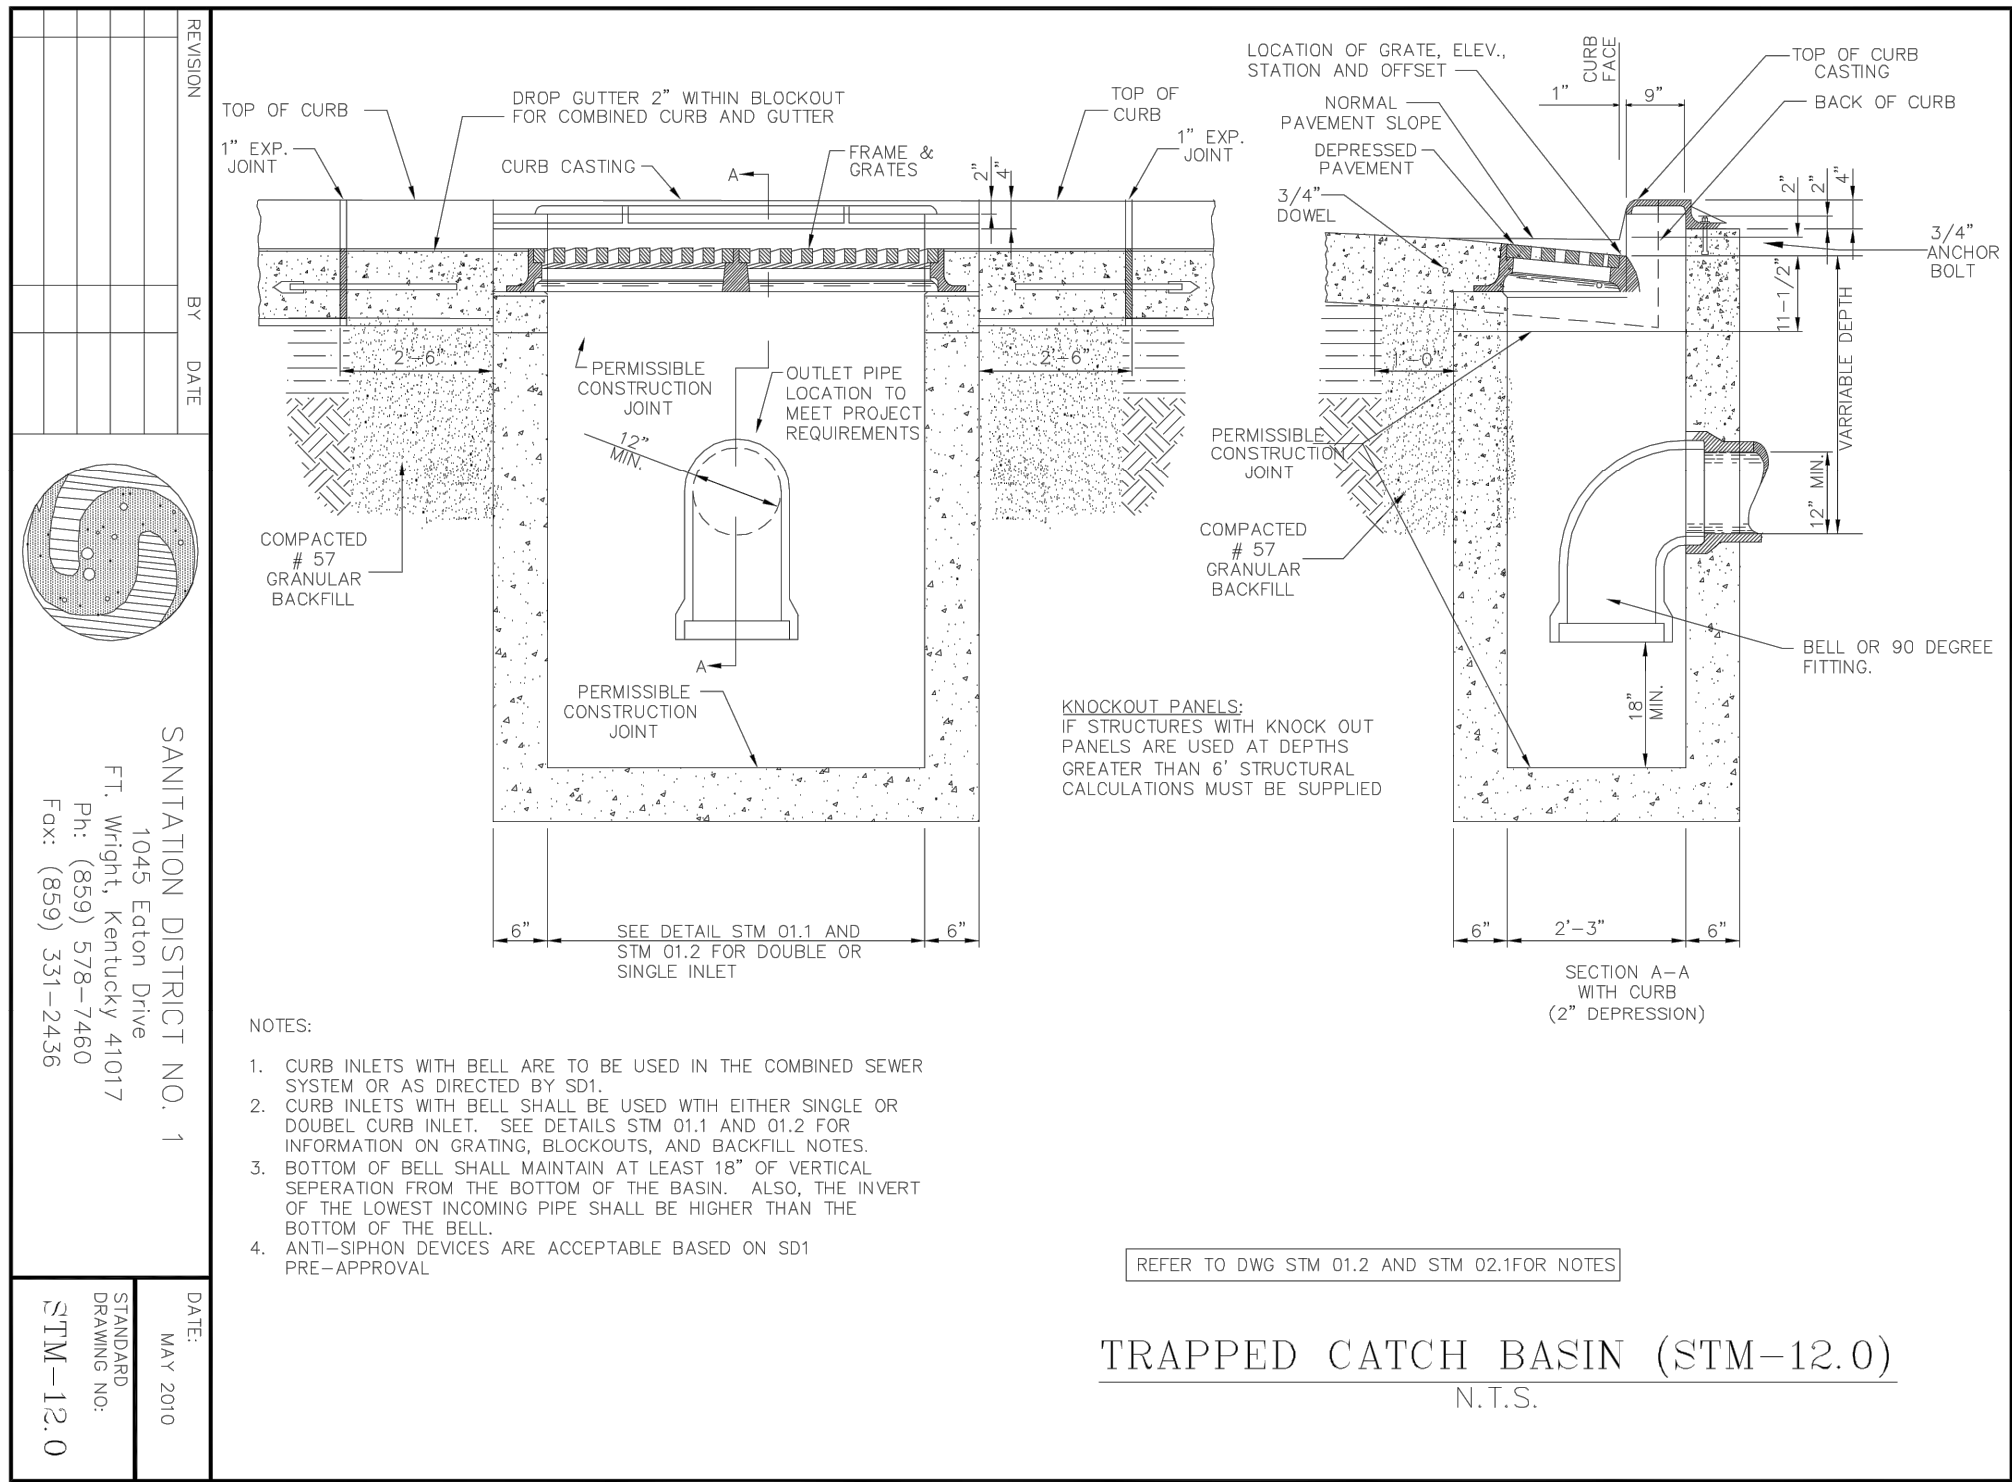 REVISION
BY
DATE
SANITATION DISTRICT NO. 1
1045 Eaton Drive
FT. Wright, Kentucky 41017
Ph: (859) 578-7460
Fax: (859) 331-2436
DATE:
MAY 2010
STANDARD
DRAWING NO:
STM-12.0
TOP OF CURB
1" EXP.
JOINT
DROP GUTTER 2" WITHIN BLOCKOUT
FOR COMBINED CURB AND GUTTER
CURB CASTING
A
FRAME &
GRATES
2"
4"
TOP OF
CURB
1" EXP.
JOINT
2'-6"
PERMISSIBLE
CONSTRUCTION
JOINT
OUTLET PIPE
LOCATION TO
MEET PROJECT
REQUIREMENTS
2'-6"
12"
MIN.
COMPACTED
# 57
GRANULAR
BACKFILL
A
PERMISSIBLE
CONSTRUCTION
JOINT
6"
SEE DETAIL STM 01.1 AND
STM 01.2 FOR DOUBLE OR
SINGLE INLET
6"
LOCATION OF GRATE, ELEV.,
STATION AND OFFSET
CURB
FACE
1"
9"
TOP OF CURB
CASTING
BACK OF CURB
NORMAL
PAVEMENT SLOPE
DEPRESSED
PAVEMENT
3/4"
DOWEL
2"
2"
4"
3/4"
ANCHOR
BOLT
11-1/2"
VARRIABLE DEPTH
1'-0"
PERMISSIBLE
CONSTRUCTION
JOINT
12" MIN.
COMPACTED
# 57
GRANULAR
BACKFILL
BELL OR 90 DEGREE
FITTING.
18"
MIN.
KNOCKOUT PANELS:
IF STRUCTURES WITH KNOCK OUT
PANELS ARE USED AT DEPTHS
GREATER THAN 6' STRUCTURAL
CALCULATIONS MUST BE SUPPLIED
6"
2'-3"
6"
SECTION A-A
WITH CURB
(2" DEPRESSION)
NOTES:
1. CURB INLETS WITH BELL ARE TO BE USED IN THE COMBINED SEWER
SYSTEM OR AS DIRECTED BY SD1.
2. CURB INLETS WITH BELL SHALL BE USED WTIH EITHER SINGLE OR
DOUBEL CURB INLET. SEE DETAILS STM 01.1 AND 01.2 FOR
INFORMATION ON GRATING, BLOCKOUTS, AND BACKFILL NOTES.
3. BOTTOM OF BELL SHALL MAINTAIN AT LEAST 18" OF VERTICAL
SEPERATION FROM THE BOTTOM OF THE BASIN. ALSO, THE INVERT
OF THE LOWEST INCOMING PIPE SHALL BE HIGHER THAN THE
BOTTOM OF THE BELL.
4. ANTI-SIPHON DEVICES ARE ACCEPTABLE BASED ON SD1
PRE-APPROVAL
REFER TO DWG STM 01.2 AND STM 02.1FOR NOTES
TRAPPED CATCH BASIN (STM-12.0)
N.T.S.